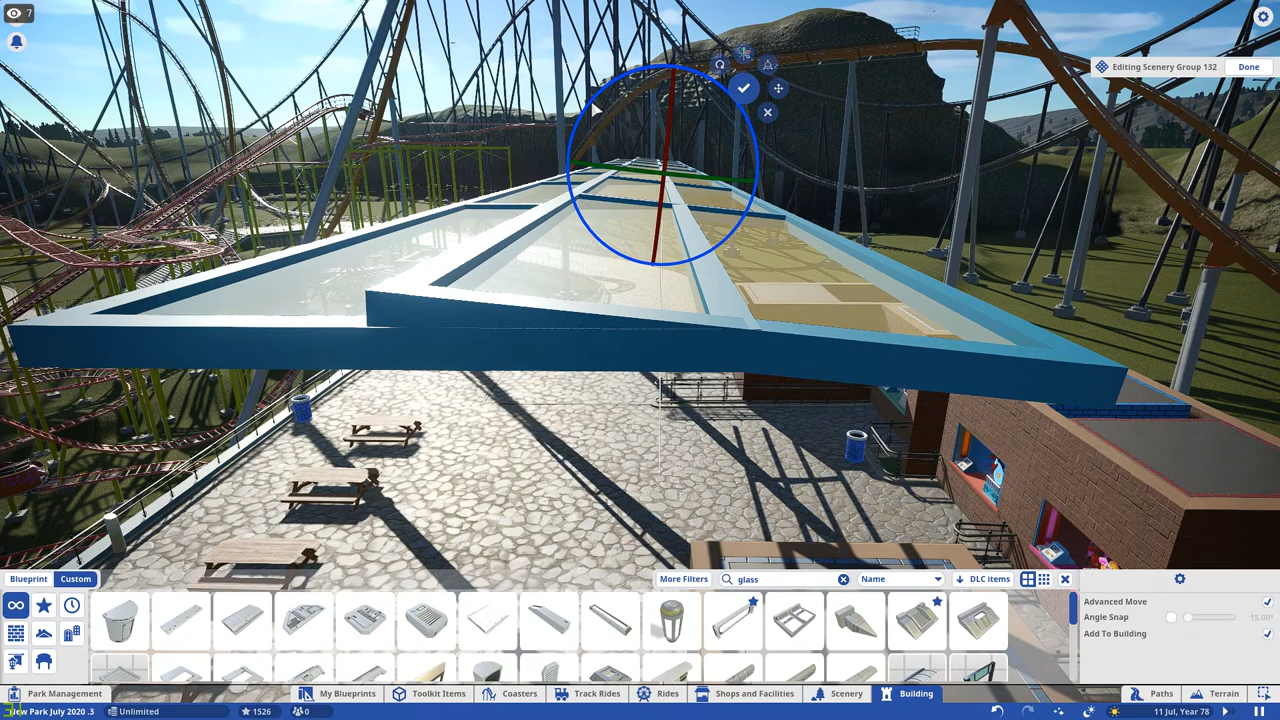 7
Editing Scenery Group 132
Done
Blueprint
Custom
More Filters
glass
Name
DLC items
Advanced Move
Angle Snap
15.00°
Add To Building
Park Management
My Blueprints
Toolkit Items
Coasters
Track Rides
Rides
Shops and Facilities
Scenery
Building
Paths
Terrain
New Park July 2020 .3
Unlimited
1526
0
11 Jul, Year 78